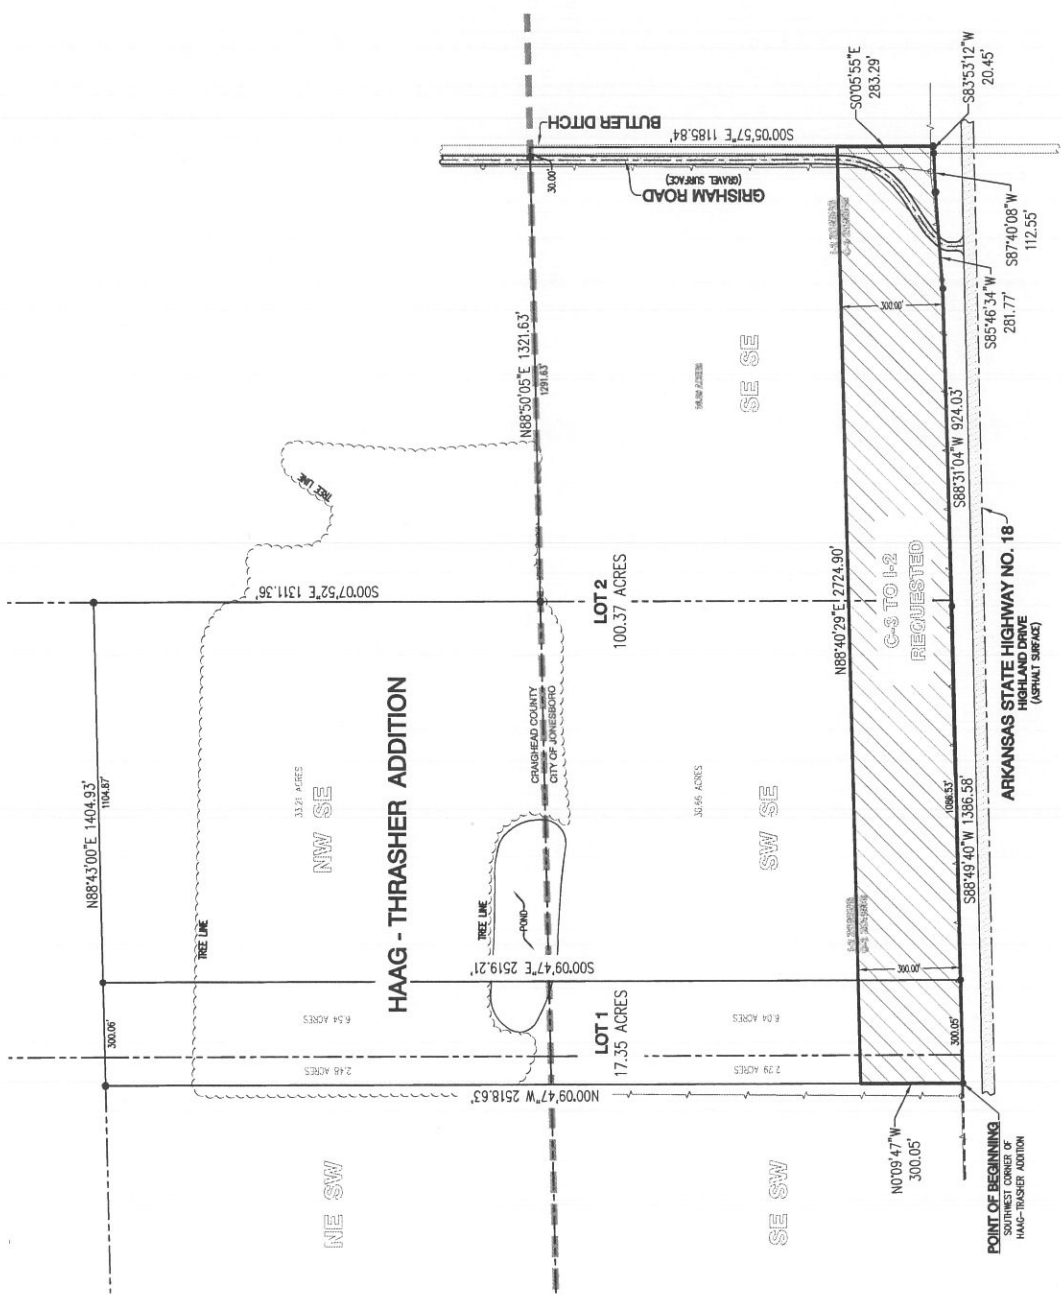 N88°43'00"E 1404.93'
1104.87'
300.06'
TREE LINE
TREE LINE
S00°07'52"E 1311.36'
33.21 ACRES
NW SE
HAAG - THRASHER ADDITION
6.54 ACRES
2.48 ACRES
NE SW
TREE LINE
POND
CRAIGHEAD COUNTY
CITY OF JONESBORO
N88°50'05"E 1321.63'
1291.63'
30.00'
BUTLER DITCH
GRISHAM ROAD
(GRAVEL SURFACE)
S00°05'57"E 1185.84'
S00°09'47"E 2519.21'
N00°09'47"W 2518.63'
LOT 1
17.35 ACRES
LOT 2
100.37 ACRES
30.66 ACRES
SW SE
SE SE
6.04 ACRES
SE SW
N88°40'29"E 2724.90'
300.00'
300.00'
C-3 TO I-2
REQUESTED
S0°05'55"E
283.29'
S83°53'12"W
20.45'
S87°40'08"W
112.55'
S85°46'34"W
281.77'
S88°31'04"W 924.03'
1086.53'
S88°49'40"W 1386.58'
300.05'
N0°09'47"W
300.05'
ARKANSAS STATE HIGHWAY NO. 18
HIGHLAND DRIVE
(ASPHALT SURFACE)
POINT OF BEGINNING
SOUTHWEST CORNER OF
HAAG-TRASHER ADDITION